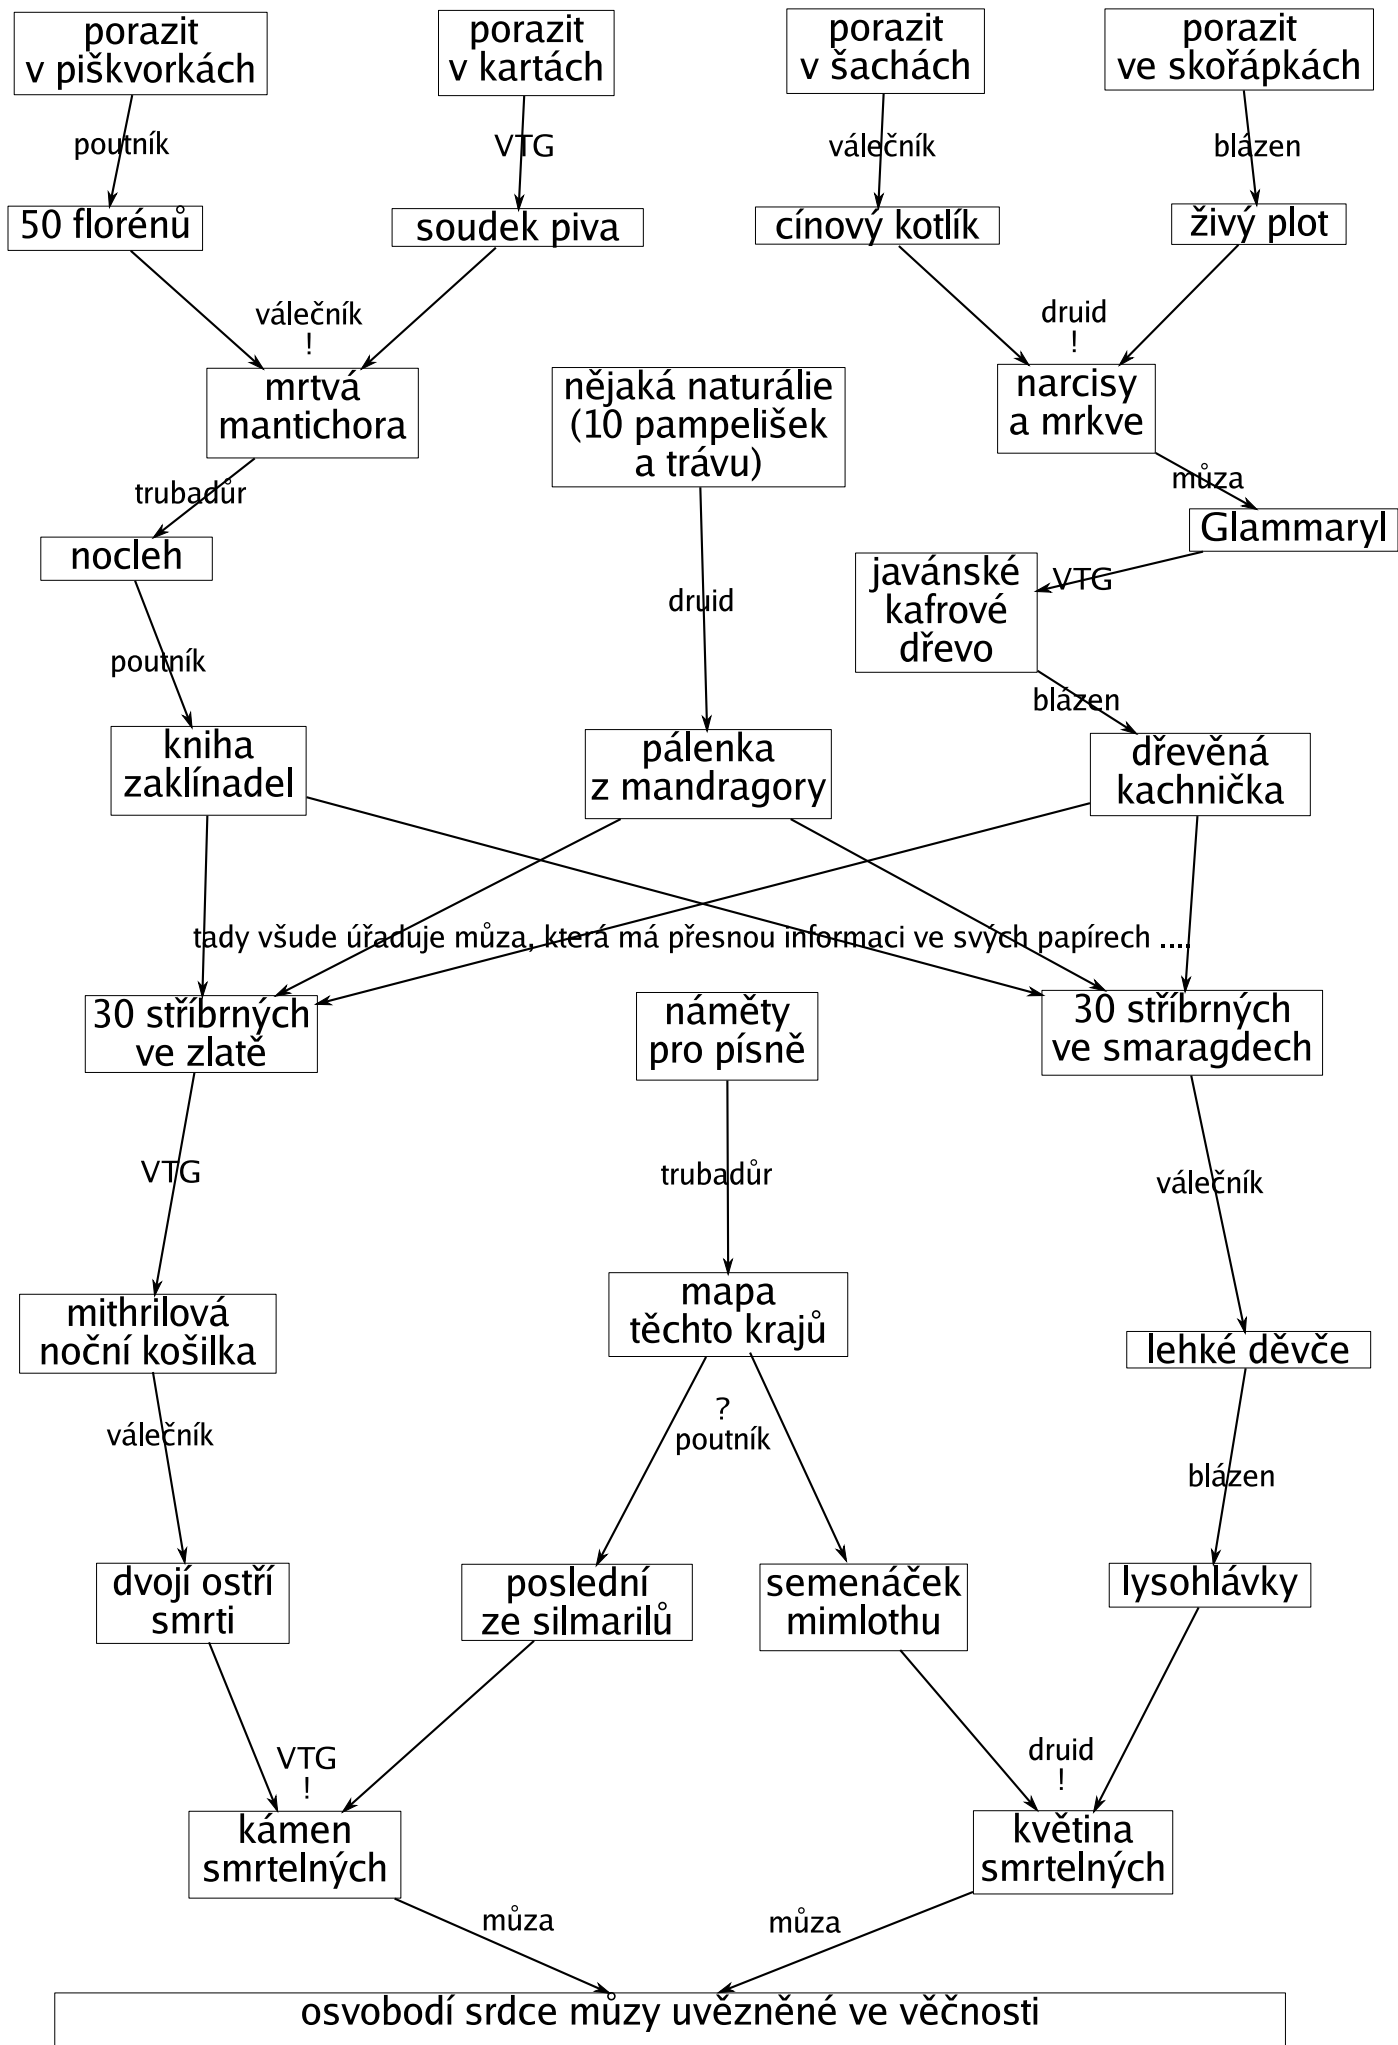 porazit
v piškvorkách
porazit
v kartách
porazit
v šachách
porazit
ve skořápkách
poutník
VTG
válečník
blázen
50 florénů
soudek piva
cínový kotlík
živý plot
válečník
!
druid
!
mrtvá
mantichora
nějaká naturálie
(10 pampelišek
a trávu)
narcisy
a mrkve
trubadůr
můza
nocleh
Glammaryl
javánské
kafrové
dřevo
VTG
druid
poutník
blázen
kniha
zaklínadel
pálenka
z mandragory
dřevěná
kachnička
tady všude úřaduje můza, která má přesnou informaci ve svých papírech ....
30 stříbrných
ve zlatě
náměty
pro písně
30 stříbrných
ve smaragdech
VTG
trubadůr
válečník
mithrilová
noční košilka
mapa
těchto krajů
lehké děvče
válečník
?
poutník
blázen
dvojí ostří
smrti
poslední
ze silmarilů
semenáček
mimlothu
lysohlávky
VTG
!
druid
!
kámen
smrtelných
květina
smrtelných
můza
můza
osvobodí srdce můzy uvězněné ve věčnosti